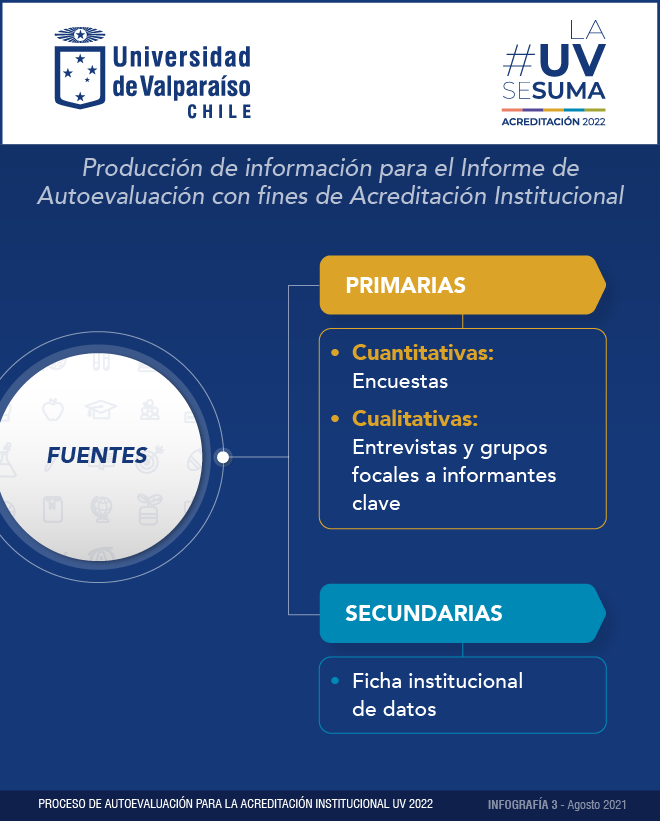 Universidad
de Valparaíso
CHILE
LA
#UV
SESUMA
ACREDITACIÓN 2022
Producción de información para el Informe de
Autoevaluación con fines de Acreditación Institucional
FUENTES
PRIMARIAS
• Cuantitativas:
Encuestas
• Cualitativas:
Entrevistas y grupos
focales a informantes
clave
SECUNDARIAS
• Ficha institucional
de datos
PROCESO DE AUTOEVALUACIÓN PARA LA ACREDITACIÓN INSTITUCIONAL UV 2022
INFOGRAFÍA 3 - Agosto 2021